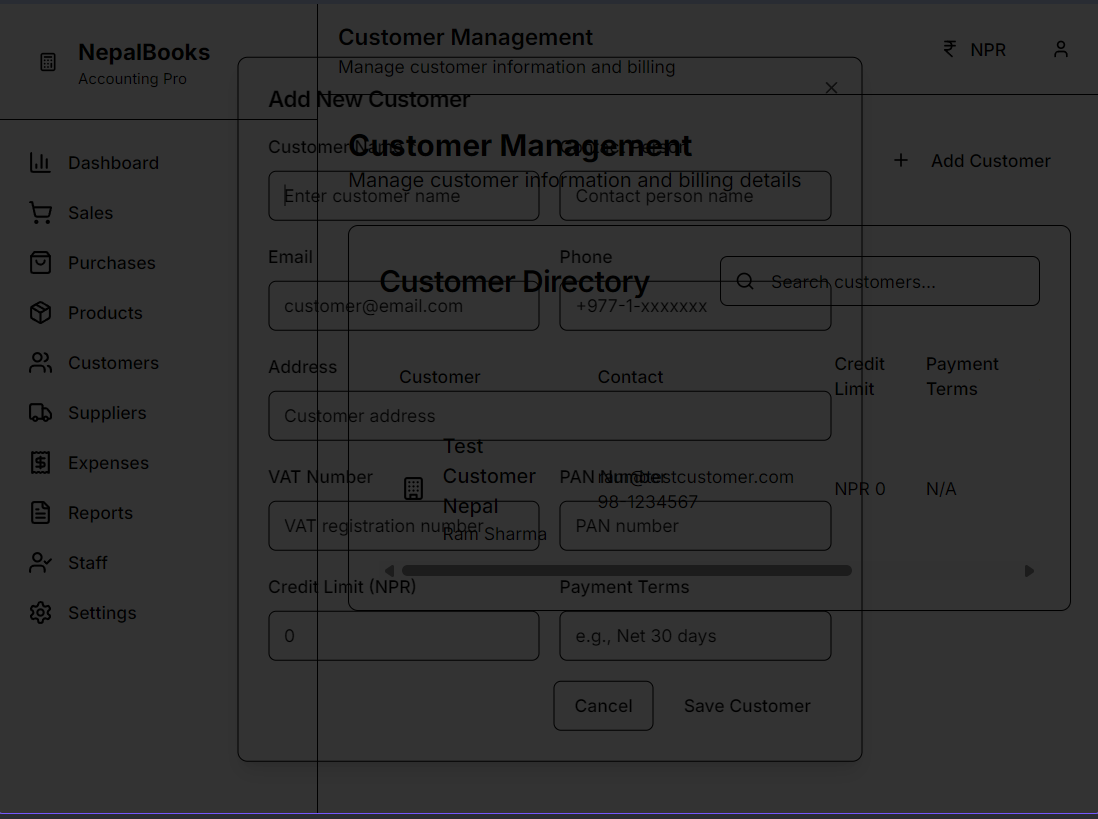 NepalBooks
Accounting Pro
Dashboard
Sales
Purchases
Products
Customers
Suppliers
Expenses
Reports
Staff
Settings
Customer Management
Manage customer information and billing
NPR
Customer Management
Manage customer information and billing details
Add Customer
Customer Directory
Search customers...
Customer
Contact
Credit
Limit
Payment
Terms
Test
Customer
Nepal
Ram Sharma
ram@testcustomer.com
98-1234567
NPR 0
N/A
Add New Customer
Customer Name
Contact Person
Enter customer name
Contact person name
Email
Phone
customer@email.com
+977-1-xxxxxxx
Address
Customer address
VAT Number
PAN Number
VAT registration number
PAN number
Credit Limit (NPR)
Payment Terms
0
e.g., Net 30 days
Cancel
Save Customer